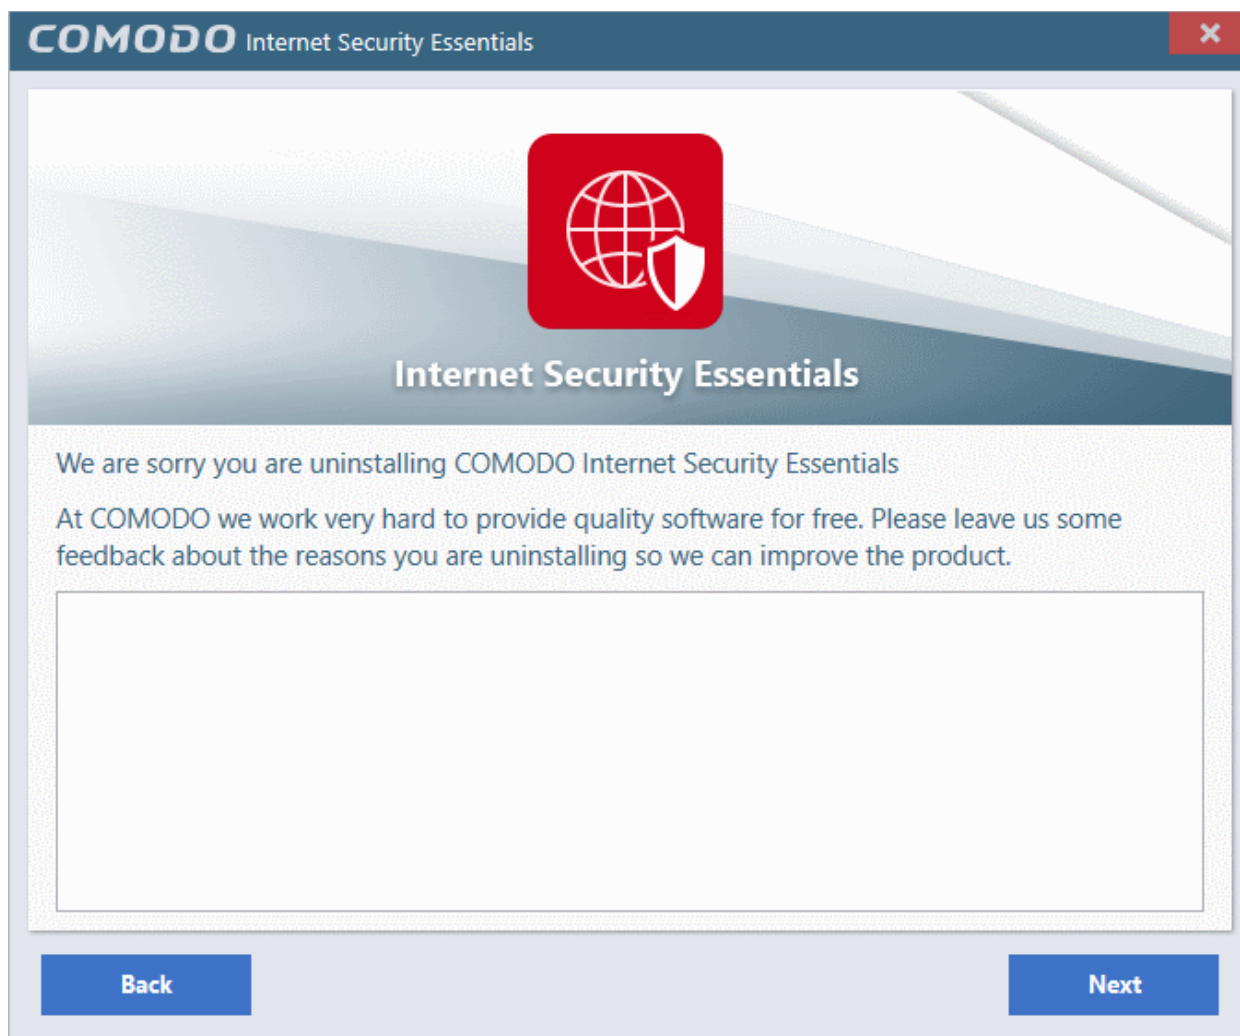 COMODO Internet Security Essentials
Internet Security Essentials
We are sorry you are uninstalling COMODO Internet Security Essentials
At COMODO we work very hard to provide quality software for free. Please leave us some
feedback about the reasons you are uninstalling so we can improve the product.
Back
Next